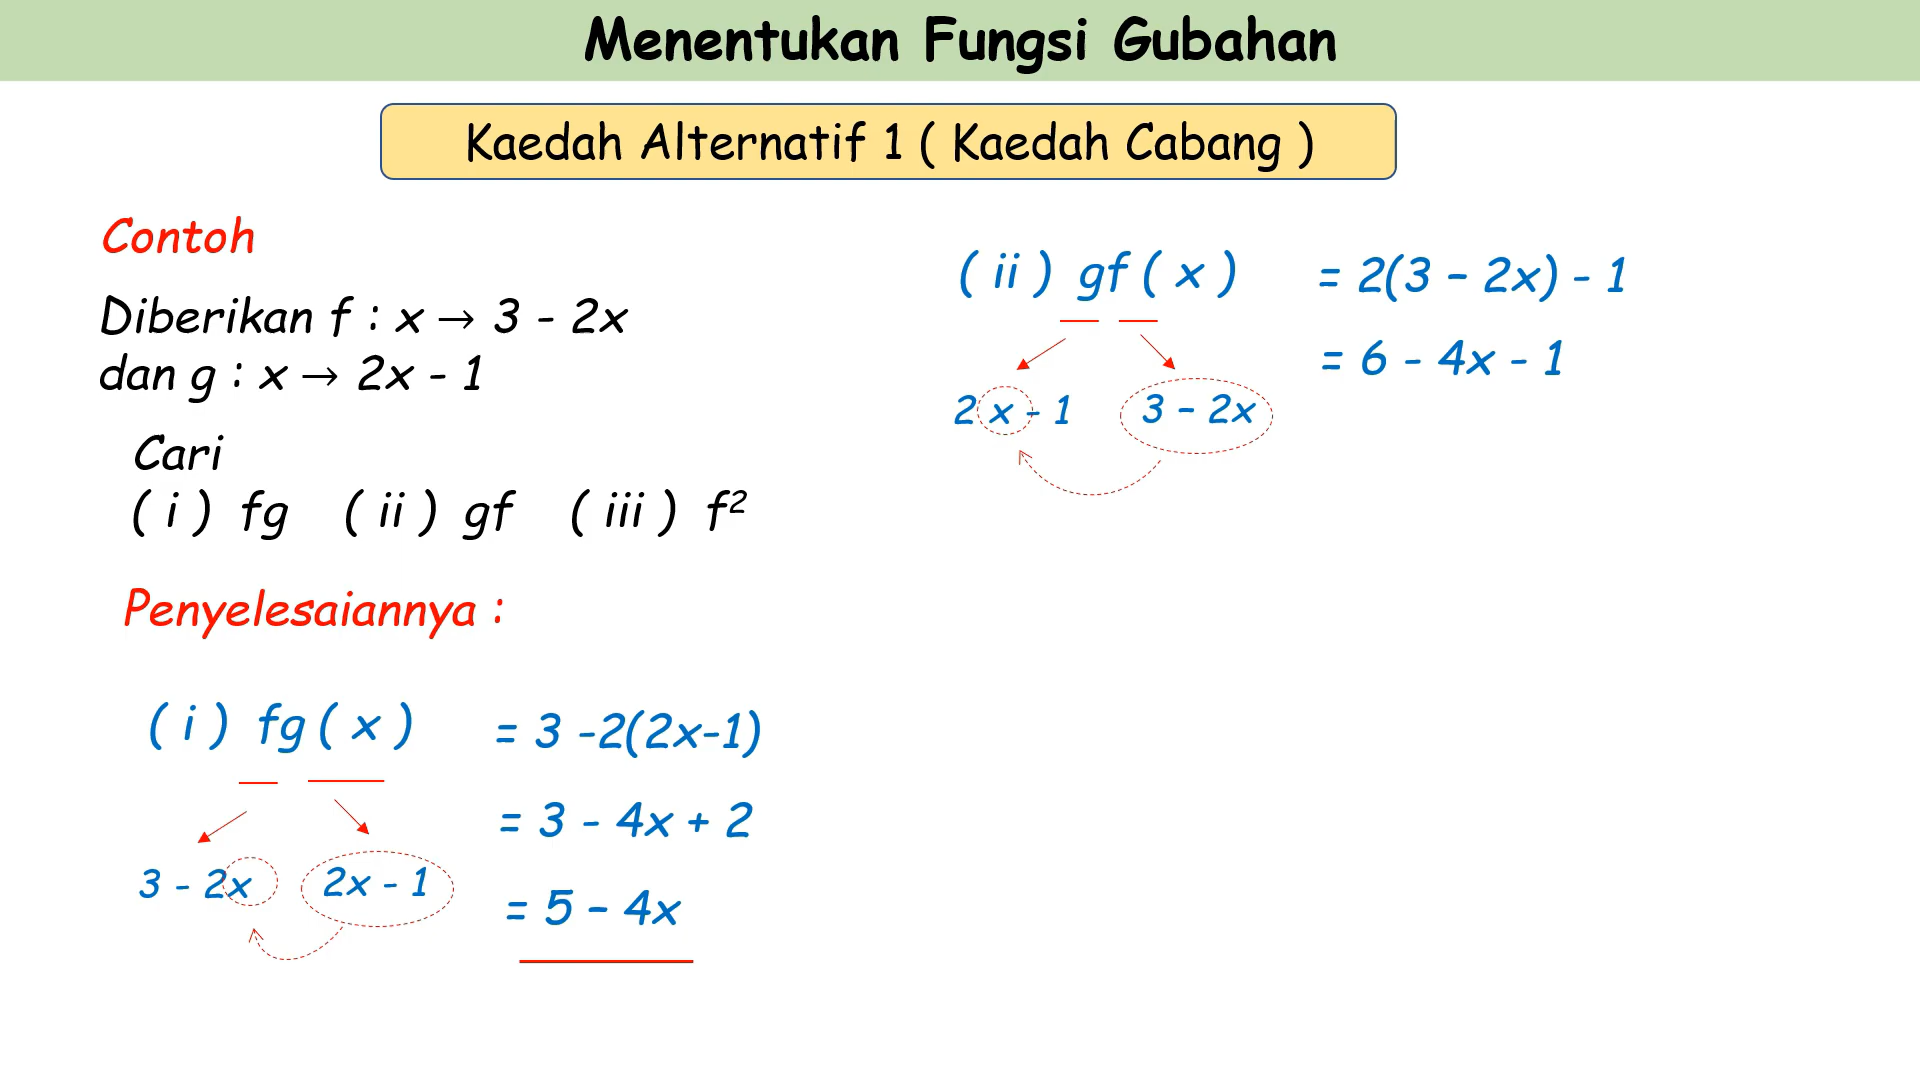 Menentukan Fungsi Gubahan
Kaedah Alternatif 1 ( Kaedah Cabang )
Contoh
Diberikan f : x → 3 - 2x
dan g : x → 2x - 1
Cari
( i ) fg ( ii ) gf ( iii ) f²
Penyelesaiannya :
( i ) fg ( x ) = 3 -2(2x-1)
= 3 - 4x + 2
3 - 2x 2x - 1
= 5 – 4x
( ii ) gf ( x ) = 2(3 – 2x) - 1
= 6 - 4x - 1
2 x - 1 3 – 2x